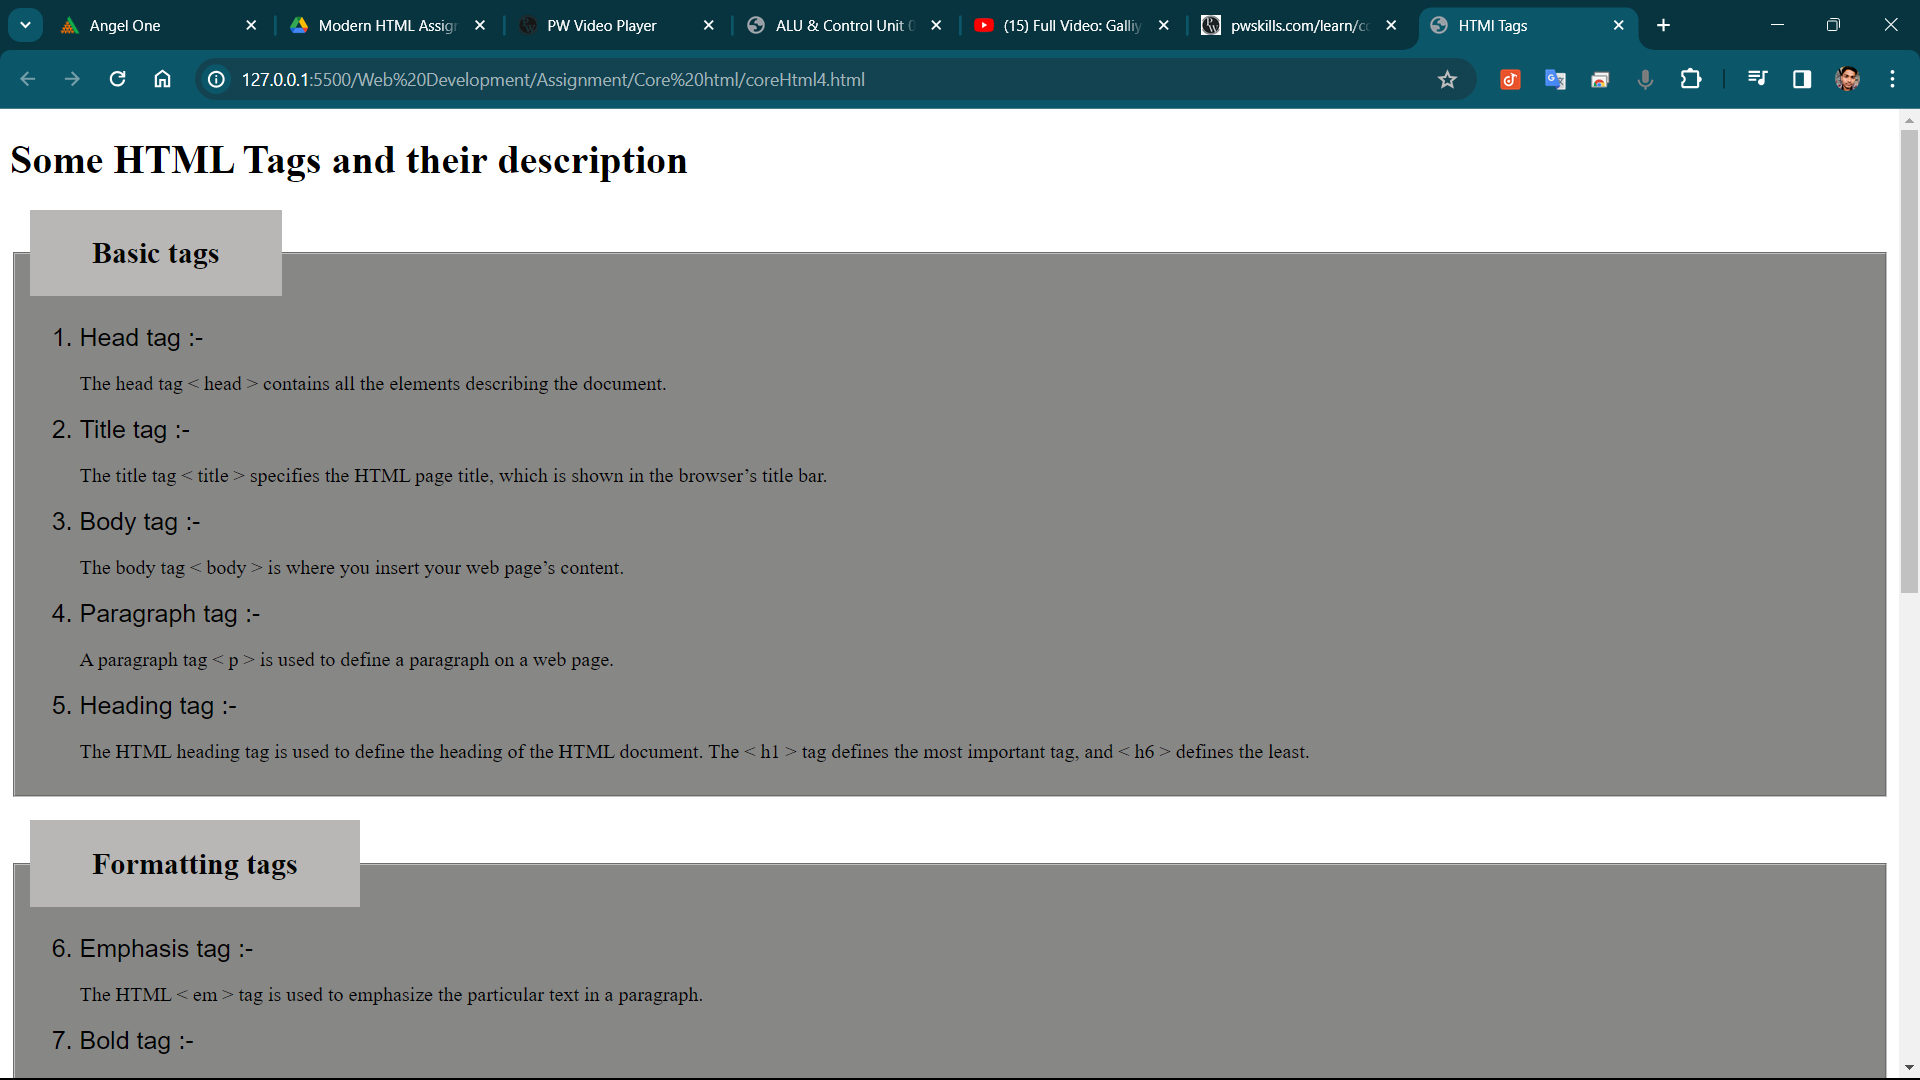 Angel One
Modern HTML Assig
PW Video Player
ALU & Control Unit
(15) Full Video: Galliy
pwskills.com/learn/co
HTMl Tags
127.0.0.1:5500/Web%20Development/Assignment/Core%20html/coreHtml4.html
Some HTML Tags and their description
Basic tags
1. Head tag :-
The head tag < head > contains all the elements describing the document.
2. Title tag :-
The title tag < title > specifies the HTML page title, which is shown in the browser’s title bar.
3. Body tag :-
The body tag < body > is where you insert your web page’s content.
4. Paragraph tag :-
A paragraph tag < p > is used to define a paragraph on a web page.
5. Heading tag :-
The HTML heading tag is used to define the heading of the HTML document. The < h1 > tag defines the most important tag, and < h6 > defines the least.
Formatting tags
6. Emphasis tag :-
The HTML < em > tag is used to emphasize the particular text in a paragraph.
7. Bold tag :-